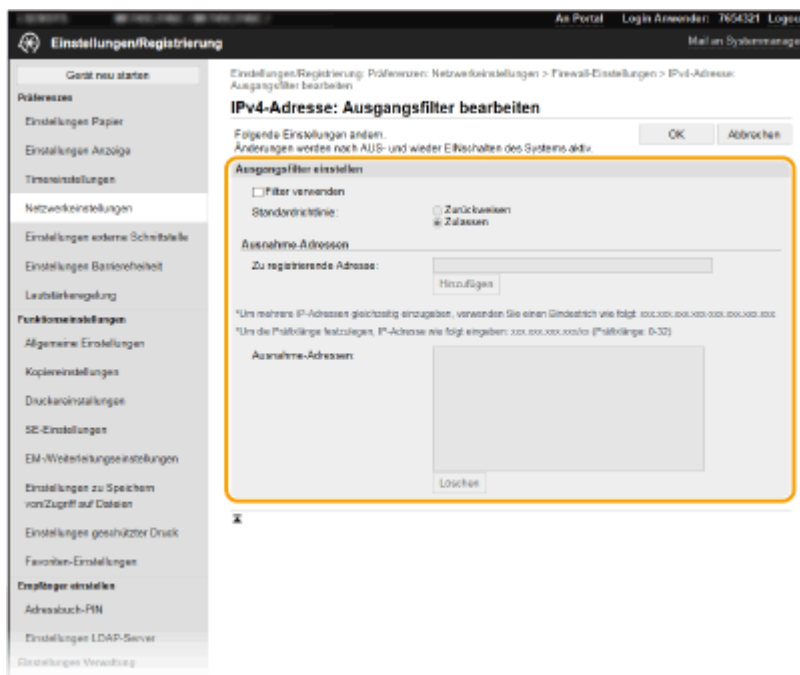 An Portal Login Anwender: 7654321 Logou
Einstellungen/Registrierung
Mail an Systemmanage
Gerät neu starten
Präferenzen
Einstellungen Papier
Einstellungen Anzeige
Timereinstellungen
Netzwerkeinstellungen
Einstellungen externe Schnittstelle
Einstellungen Barrierefreiheit
Lautstärkeregelung
Funktionseinstellungen
Allgemeine Einstellungen
Kopiereinstellungen
Druckereinstellungen
SE-Einstellungen
EM-/Weiterleitungseinstellungen
Einstellungen zu Speichern
von/Zugriff auf Dateien
Einstellungen geschützter Druck
Favoriten-Einstellungen
Empfänger einstellen
Adressbuch-PIN
Einstellungen LDAP-Server
Einstellungen Verwaltung
Einstellungen/Registrierung: Präferenzen: Netzwerkeinstellungen > Firewall-Einstellungen > IPv4-Adresse:
Ausgangsfilter bearbeiten
IPv4-Adresse: Ausgangsfilter bearbeiten
Folgende Einstellungen ändern.
Änderungen werden nach AUS- und wieder EINschalten des Systems aktiv.
OK Abbrechen
Ausgangsfilter einstellen
Filter verwenden
Standardrichtlinie:
Zurückweisen
Zulassen
Ausnahme-Adressen
Zu registrierende Adresse:
Hinzufügen
*Um mehrere IP-Adressen gleichzeitig einzugeben, verwenden Sie einen Bindestrich wie folgt: xxx.xxx.xxx.xxx-xxx.xxx.xxx.xxx
*Um die Präfixlänge festzulegen, IP-Adresse wie folgt eingeben: xxx.xxx.xxx.xxx/xx (Präfixlänge: 0-32)
Ausnahme-Adressen:
Löschen